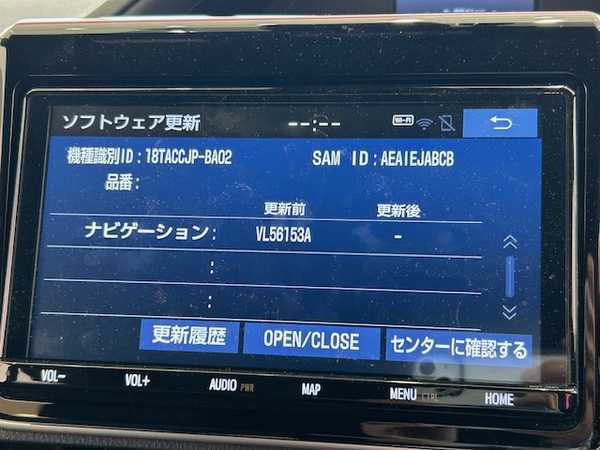 ソフトウェア更新 --:-- Wi-Fi
機種識別ID:18TACCJP-BA02 SAM ID:AEAIEJABCB
品番:
更新前 更新後
ナビゲーション: VL56153A -
:
:
更新履歴 OPEN/CLOSE センターに確認する
VOL- VOL+ AUDIO PWR MAP MENU CTRL HOME